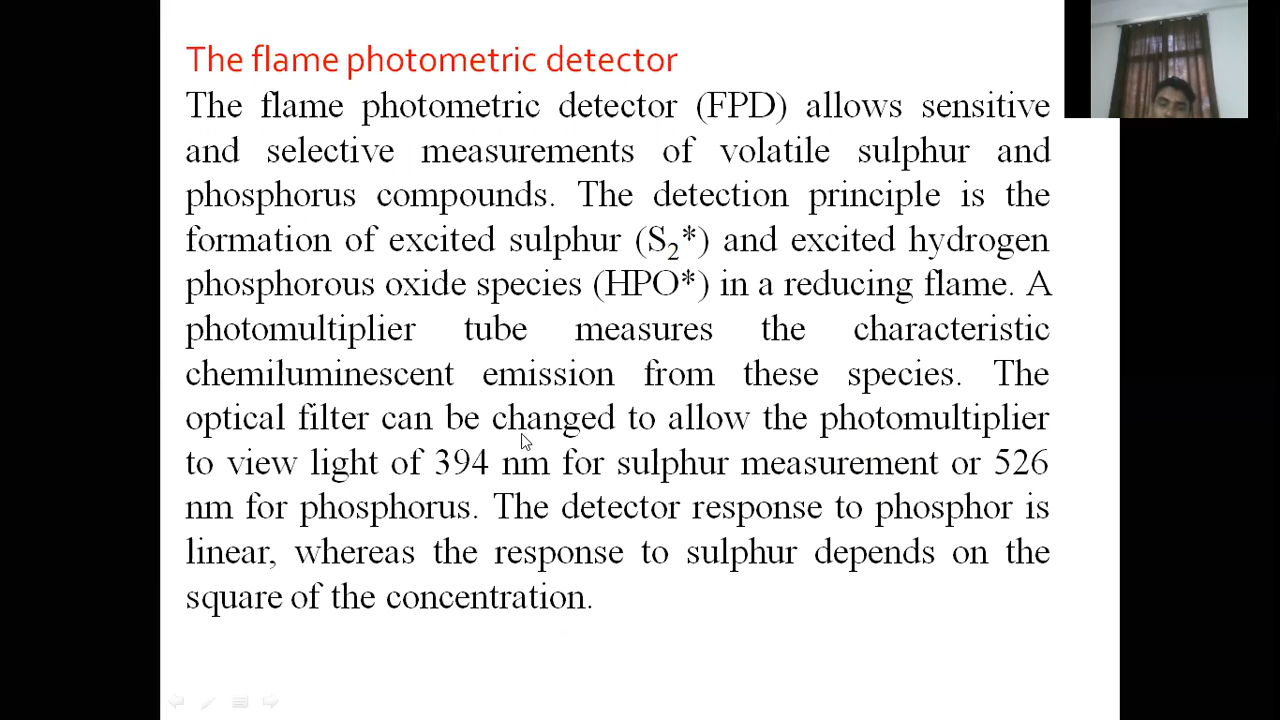 The flame photometric detector
The flame photometric detector (FPD) allows sensitive
and selective measurements of volatile sulphur and
phosphorus compounds. The detection principle is the
formation of excited sulphur (S₂*) and excited hydrogen
phosphorous oxide species (HPO*) in a reducing flame. A
photomultiplier tube measures the characteristic
chemiluminescent emission from these species. The
optical filter can be changed to allow the photomultiplier
to view light of 394 nm for sulphur measurement or 526
nm for phosphorus. The detector response to phosphor is
linear, whereas the response to sulphur depends on the
square of the concentration.